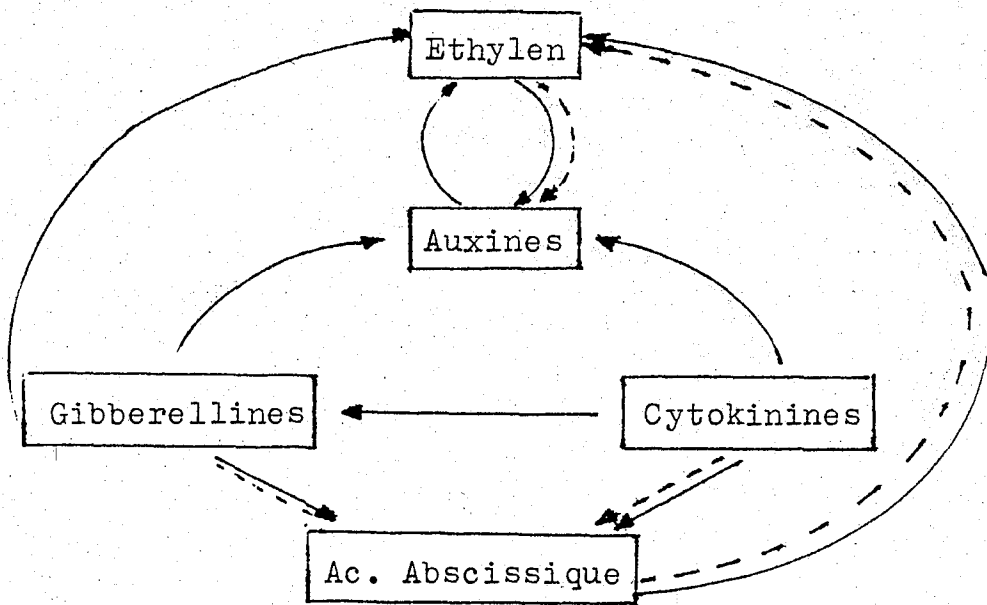 Ethylen
Auxines
Gibberellines
Cytokinines
Ac. Abscissique